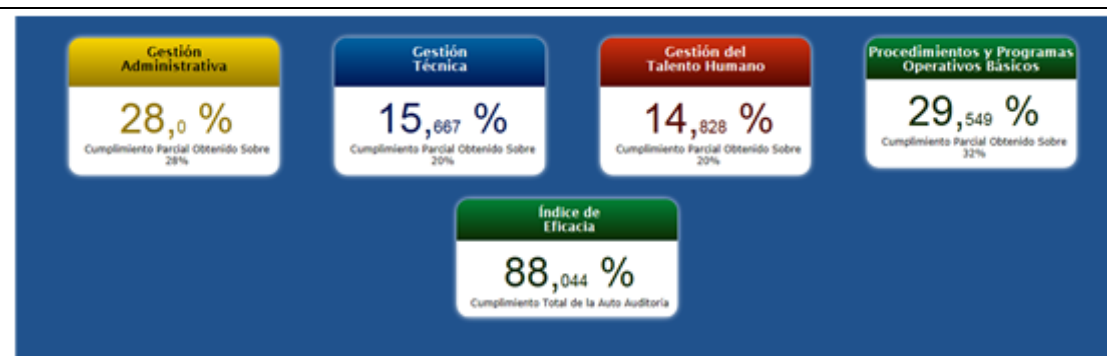 Gestión
Administrativa
28,0 %
Cumplimiento Parcial Obtenido Sobre
28%
Gestión
Técnica
15,667 %
Cumplimiento Parcial Obtenido Sobre
20%
Gestión del
Talento Humano
14,828 %
Cumplimiento Parcial Obtenido Sobre
20%
Procedimientos y Programas
Operativos Básicos
29,549 %
Cumplimiento Parcial Obtenido Sobre
32%
Índice de
Eficacia
88,044 %
Cumplimiento Total de la Auto Auditoría